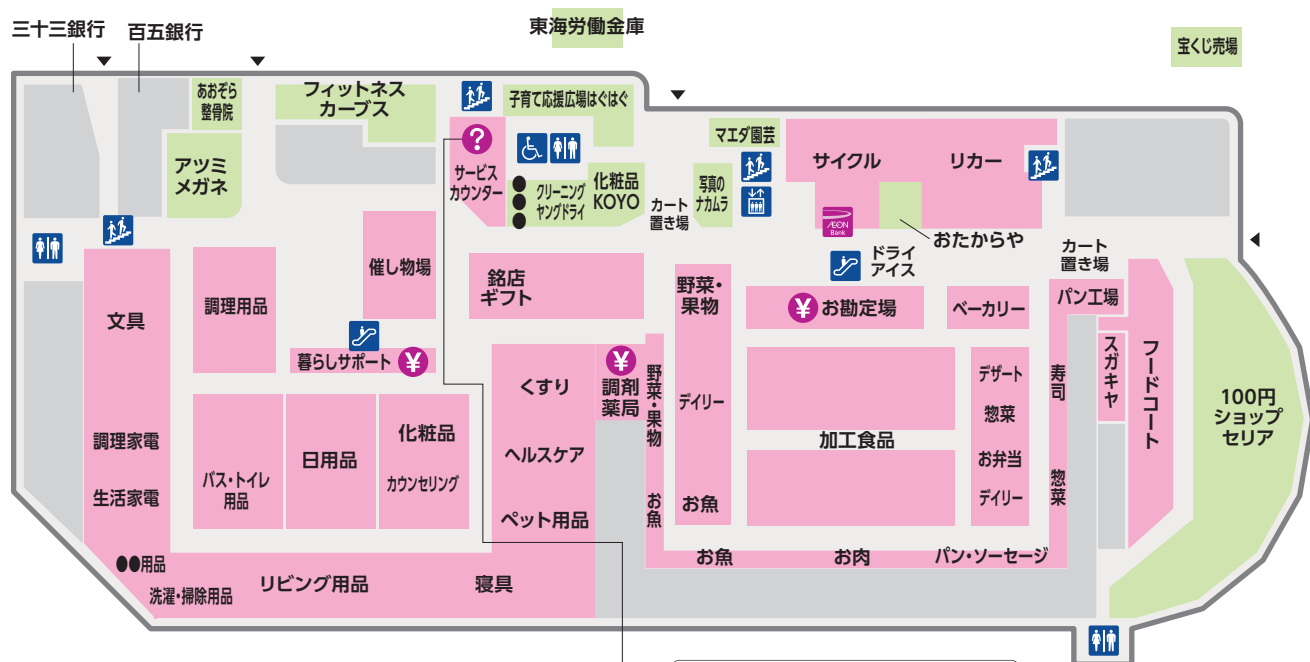 三十三銀行
百五銀行
東海労働金庫
宝くじ売場
あおぞら
整骨院
フィットネス
カーブス
子育て応援広場はぐはぐ
アツミ
メガネ
?
サービス
カウンター
クリーニング
ヤングドライ
化粧品
KOYO
カート
置き場
写真の
ナカムラ
マエダ園芸
サイクル
リカー
ÆON
Bank
おたからや
ドライ
アイス
カート
置き場
文具
調理用品
催し物場
銘店
ギフト
野菜・
果物
¥
お勘定場
ベーカリー
パン工場
暮らしサポート
¥
くすり
¥
調剤
薬局
野菜・果物
デイリー
デザート
寿司
スガキヤ
フードコート
100円
ショップ
セリア
調理家電
生活家電
バス・トイレ
用品
日用品
化粧品
カウンセリング
ヘルスケア
ペット用品
お魚
お魚
加工食品
惣菜
お弁当
デイリー
惣菜
●●用品
洗濯・掃除用品
リビング用品
寝具
お魚
お肉
パン・ソーセージ